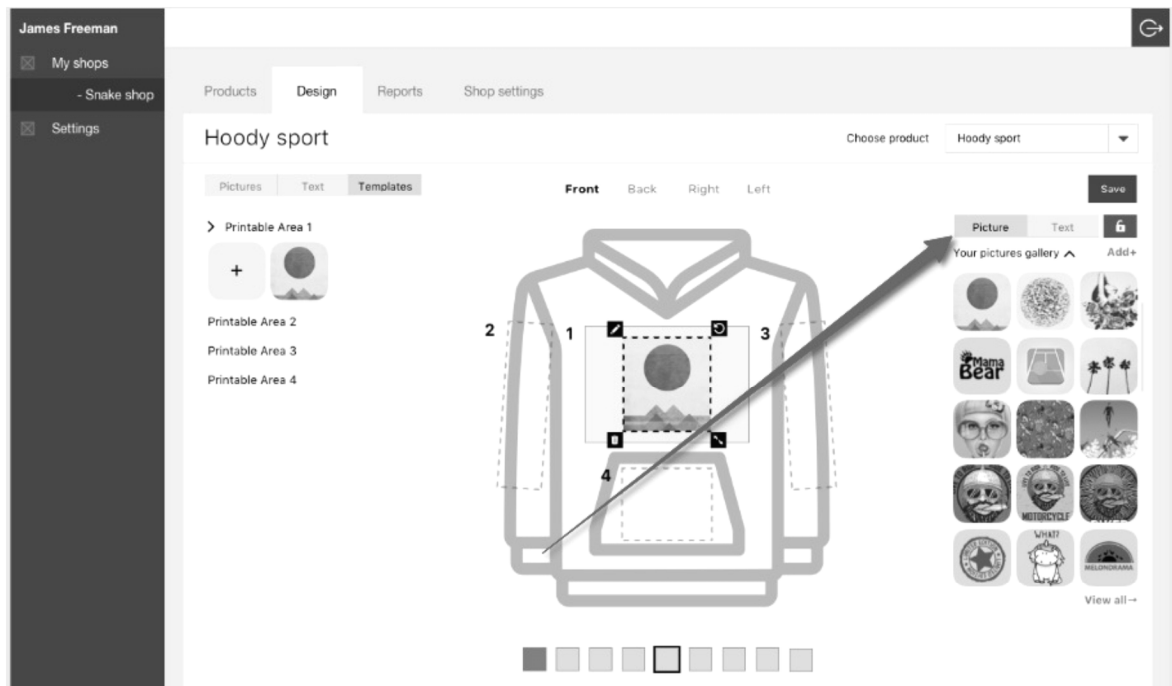 James Freeman
My shops
- Snake shop
Settings
Products Design Reports Shop settings
Hoody sport
Choose product Hoody sport
Pictures Text Templates
Front Back Right Left
Save
Printable Area 1
+
Printable Area 2
Printable Area 3
Printable Area 4
2 1 3
4
Picture Text
Your pictures gallery Add+
Mama
Bear
MOTORCYCLE
WHAT!?
MELONDRAMA
View all→